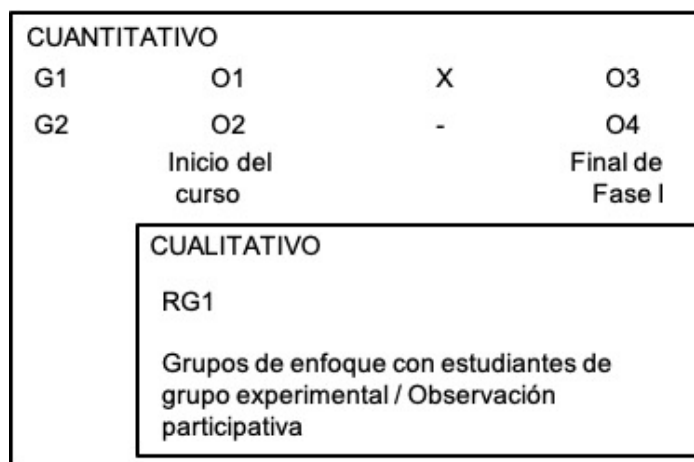 CUANTITATIVO
G1 O1 X O3
G2 O2 - O4
Inicio del Final de
curso Fase I
CUALITATIVO
RG1
Grupos de enfoque con estudiantes de
grupo experimental / Observación
participativa